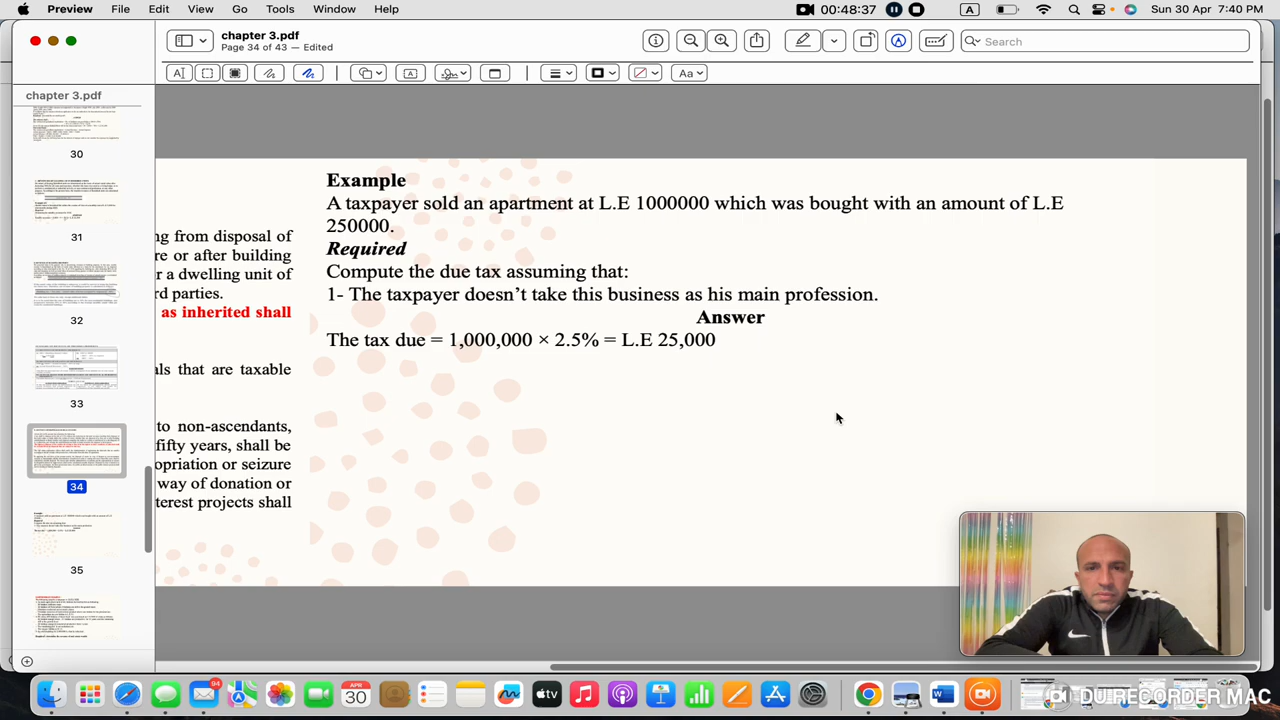 Preview File Edit View Go Tools Window Help 00:48:37 A Sun 30 Apr 7:40 PM
chapter 3.pdf
Page 34 of 43 — Edited
Search
chapter 3.pdf
30
31
32
33
34
35
ng from disposal of
re or after building
r a dwelling unit of
rd parties.
as inherited shall
als that are taxable
to non-ascendants,
fifty years shall be
opriation or seizure
way of donation or
terest projects shall
Example
A taxpayer sold an apartment at L.E 1000000 which was bought with an amount of L.E
250000.
Required
Compute the due tax assuming that:
1- The taxpayer does not take this business as his main profession.
Answer
The tax due = 1,000,000 × 2.5% = L.E 25,000
94
APR
30
tv
DU RECORDER MAC